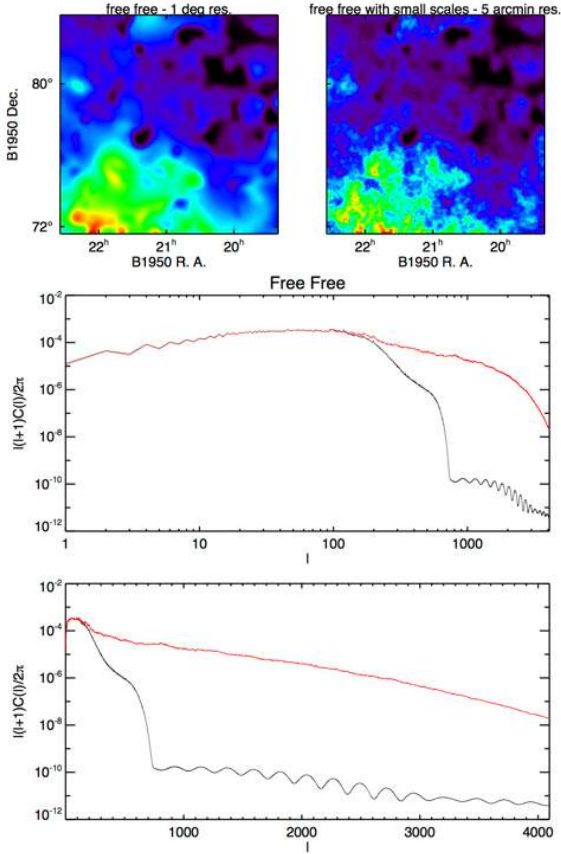 free free - 1 deg res.
free free with small scales - 5 arcmin res.
B1950 Dec.
80°
72°
22h 21h 20h
22h 21h 20h
B1950 R. A.
B1950 R. A.
Free Free
l(l+1)C(l)/2π
10-2
10-4
10-6
10-8
10-10
10-12
1 10 100 1000
l
l(l+1)C(l)/2π
10-2
10-4
10-6
10-8
10-10
10-12
1000 2000 3000 4000
l